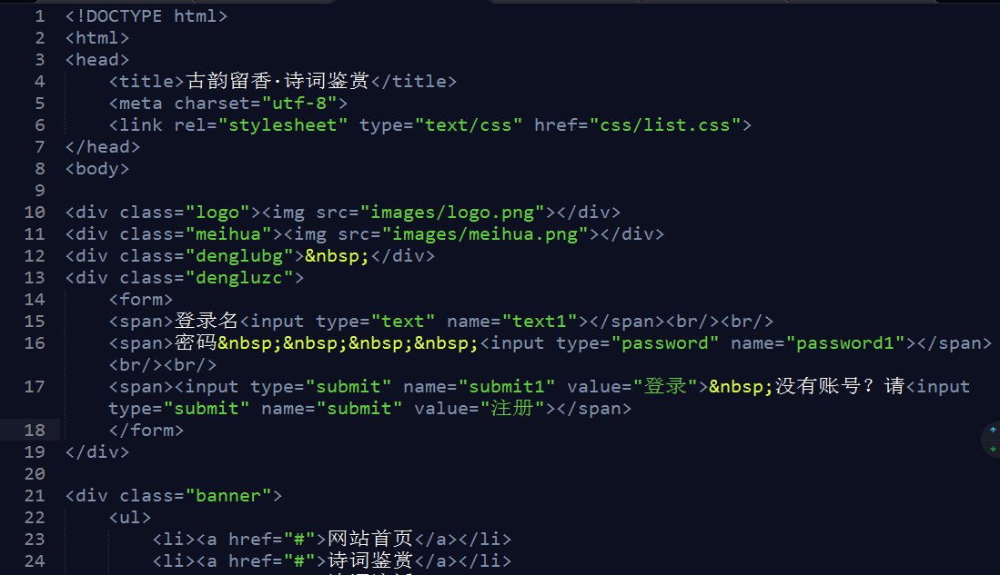 1 <!DOCTYPE html>
2 <html>
3 <head>
4 <title>古韵留香·诗词鉴赏</title>
5 <meta charset="utf-8">
6 <link rel="stylesheet" type="text/css" href="css/list.css">
7 </head>
8 <body>
9
10 <div class="logo"><img src="images/logo.png"></div>
11 <div class="meihua"><img src="images/meihua.png"></div>
12 <div class="denglubg">&nbsp;</div>
13 <div class="dengluzc">
14 <form>
15 <span>登录名<input type="text" name="text1"></span><br/><br/>
16 <span>密码&nbsp;&nbsp;&nbsp;&nbsp;<input type="password" name="password1"></span>
<br/><br/>
17 <span><input type="submit" name="submit1" value="登录">&nbsp;没有账号？请<input
type="submit" name="submit" value="注册"></span>
18 </form>
19 </div>
20
21 <div class="banner">
22 <ul>
23 <li><a href="#">网站首页</a></li>
24 <li><a href="#">诗词鉴赏</a></li>